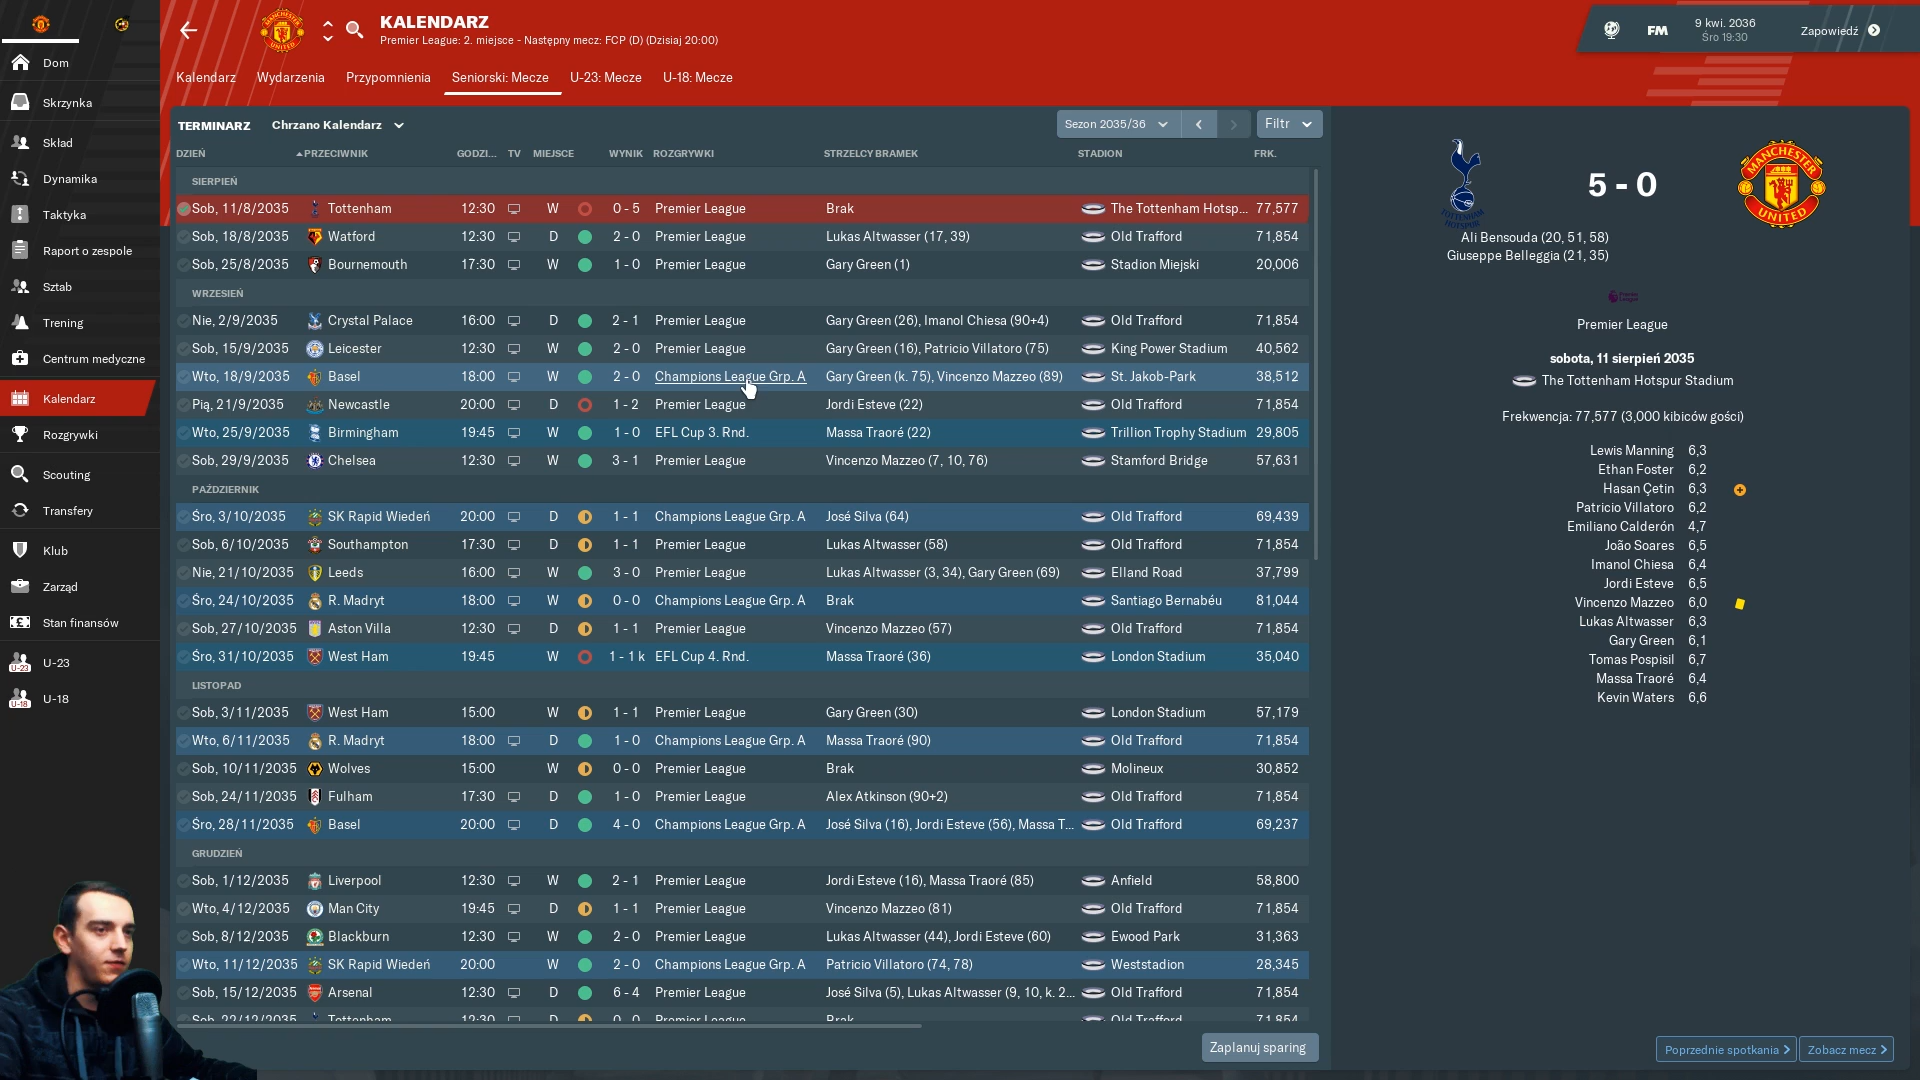 KALENDARZ
Premier League: 2. miejsce - Następny mecz: FCP (D) (Dzisiaj 20:00)
FM
9 kwi. 2036
Śro 19:30
Zapowiedź
Kalendarz Wydarzenia Przypomnienia Seniorski: Mecze U-23: Mecze U-18: Mecze
Dom
Skrzynka
Skład
Dynamika
Taktyka
Raport o zespole
Sztab
Trening
Centrum medyczne
Kalendarz
Rozgrywki
Scouting
Transfery
Klub
Zarząd
Stan finansów
U-23 U-23
U-18 U-18
TERMINARZ Chrzano Kalendarz Sezon 2035/36 Filtr
DZIEŃ PRZECIWNIK GODZI... TV MIEJSCE WYNIK ROZGRYWKI STRZELCY BRAMEK STADION FRK.
SIERPIEŃ
Sob, 11/8/2035 Tottenham 12:30 W 0 - 5 Premier League Brak The Tottenham Hotsp... 77,577
Sob, 18/8/2035 Watford 12:30 D 2 - 0 Premier League Lukas Altwasser (17, 39) Old Trafford 71,854
Sob, 25/8/2035 Bournemouth 17:30 W 1 - 0 Premier League Gary Green (1) Stadion Miejski 20,006
WRZESIEŃ
Nie, 2/9/2035 Crystal Palace 16:00 D 2 - 1 Premier League Gary Green (26), Imanol Chiesa (90+4) Old Trafford 71,854
Sob, 15/9/2035 Leicester 12:30 W 2 - 0 Premier League Gary Green (16), Patricio Villatoro (75) King Power Stadium 40,562
Wto, 18/9/2035 Basel 18:00 W 2 - 0 Champions League Grp. A Gary Green (k. 75), Vincenzo Mazzeo (89) St. Jakob-Park 38,512
Pią, 21/9/2035 Newcastle 20:00 D 1 - 2 Premier League Jordi Esteve (22) Old Trafford 71,854
Wto, 25/9/2035 Birmingham 19:45 W 1 - 0 EFL Cup 3. Rnd. Massa Traoré (22) Trillion Trophy Stadium 29,805
Sob, 29/9/2035 Chelsea 12:30 W 3 - 1 Premier League Vincenzo Mazzeo (7, 10, 76) Stamford Bridge 57,631
PAŹDZIERNIK
Śro, 3/10/2035 SK Rapid Wiedeń 20:00 D 1 - 1 Champions League Grp. A José Silva (64) Old Trafford 69,439
Sob, 6/10/2035 Southampton 17:30 D 1 - 1 Premier League Lukas Altwasser (58) Old Trafford 71,854
Nie, 21/10/2035 Leeds 16:00 W 3 - 0 Premier League Lukas Altwasser (3, 34), Gary Green (69) Elland Road 37,799
Śro, 24/10/2035 R. Madryt 18:00 W 0 - 0 Champions League Grp. A Brak Santiago Bernabéu 81,044
Sob, 27/10/2035 Aston Villa 12:30 D 1 - 1 Premier League Vincenzo Mazzeo (57) Old Trafford 71,854
Śro, 31/10/2035 West Ham 19:45 W 1 - 1 k EFL Cup 4. Rnd. Massa Traoré (36) London Stadium 35,040
LISTOPAD
Sob, 3/11/2035 West Ham 15:00 W 1 - 1 Premier League Gary Green (30) London Stadium 57,179
Wto, 6/11/2035 R. Madryt 18:00 D 1 - 0 Champions League Grp. A Massa Traoré (90) Old Trafford 71,854
Sob, 10/11/2035 Wolves 15:00 W 0 - 0 Premier League Brak Molineux 30,852
Sob, 24/11/2035 Fulham 17:30 D 1 - 0 Premier League Alex Atkinson (90+2) Old Trafford 71,854
Śro, 28/11/2035 Basel 20:00 D 4 - 0 Champions League Grp. A José Silva (16), Jordi Esteve (56), Massa T... Old Trafford 69,237
GRUDZIEŃ
Sob, 1/12/2035 Liverpool 12:30 W 2 - 1 Premier League Jordi Esteve (16), Massa Traoré (85) Anfield 58,800
Wto, 4/12/2035 Man City 19:45 D 1 - 1 Premier League Vincenzo Mazzeo (81) Old Trafford 71,854
Sob, 8/12/2035 Blackburn 12:30 W 2 - 0 Premier League Lukas Altwasser (44), Jordi Esteve (60) Ewood Park 31,363
Wto, 11/12/2035 SK Rapid Wiedeń 20:00 W 2 - 0 Champions League Grp. A Patricio Villatoro (74, 78) Weststadion 28,345
Sob, 15/12/2035 Arsenal 12:30 D 6 - 4 Premier League José Silva (5), Lukas Altwasser (9, 10, k. 2... Old Trafford 71,854
Sob, 22/12/2035 Tottenham 12:30 D 0 - 0 Premier League Brak Old Trafford 71,854
Zaplanuj sparing
TOTTENHAM
HOTSPUR
5 - 0
MANCHESTER
UNITED
Ali Bensouda (20, 51, 58)
Giuseppe Belleggia (21, 35)
Premier
League
Premier League
sobota, 11 sierpień 2035
The Tottenham Hotspur Stadium
Frekwencja: 77,577 (3,000 kibiców gości)
Lewis Manning 6,3
Ethan Foster 6,2
Hasan Çetin 6,3
Patricio Villatoro 6,2
Emiliano Calderón 4,7
João Soares 6,5
Imanol Chiesa 6,4
Jordi Esteve 6,5
Vincenzo Mazzeo 6,0
Lukas Altwasser 6,3
Gary Green 6,1
Tomas Pospisil 6,7
Massa Traoré 6,4
Kevin Waters 6,6
Poprzednie spotkania Zobacz mecz